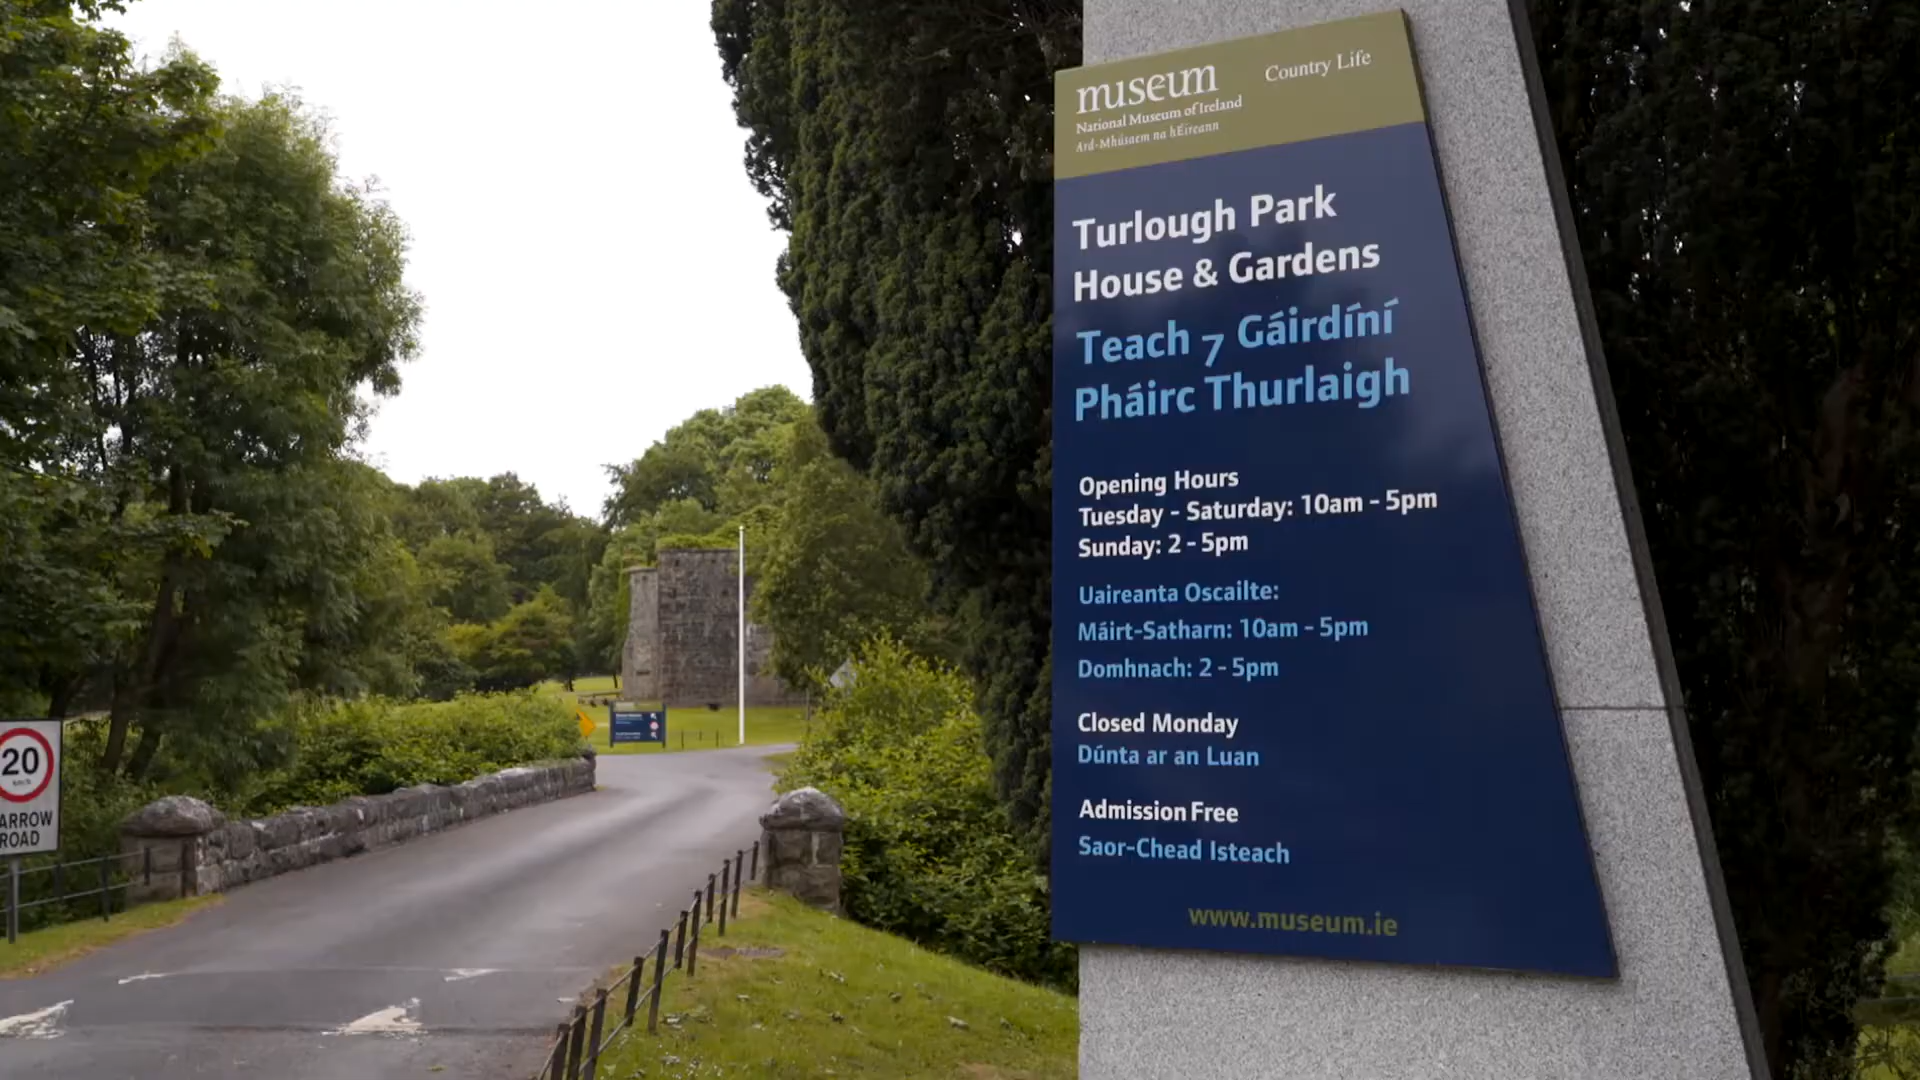 museum
Country Life
National Museum of Ireland
Ard-Mhúsaem na hÉireann
Turlough Park
House & Gardens
Teach ⁊ Gáirdíní
Pháirc Thurlaigh
Opening Hours
Tuesday - Saturday: 10am - 5pm
Sunday: 2 - 5pm
Uaireanta Oscailte:
Máirt-Satharn: 10am - 5pm
Domhnach: 2 - 5pm
Closed Monday
Dúnta ar an Luan
Admission Free
Saor-Chead Isteach
www.museum.ie
20
km/h
ARROW
ROAD